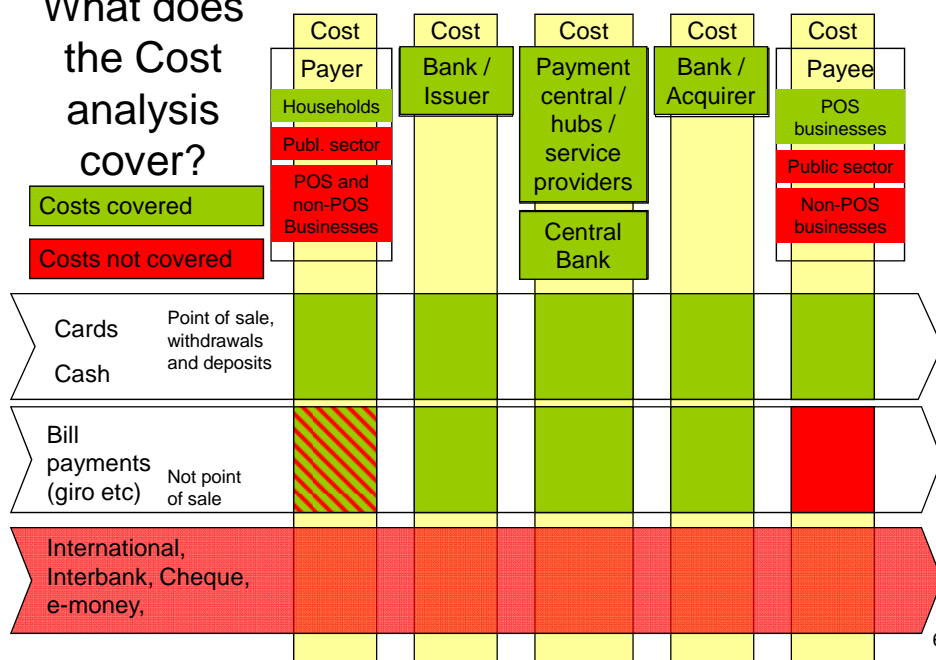 What does
the Cost
analysis
cover?
Costs covered
Costs not covered
Cost
Payer
Households
Publ. sector
POS and
non-POS
Businesses
Cost
Bank /
Issuer
Cost
Payment
central /
hubs /
service
providers
Central
Bank
Cost
Bank /
Acquirer
Cost
Payee
POS
businesses
Public sector
Non-POS
businesses
Cards
Cash
Point of sale,
withdrawals
and deposits
Bill
payments
(giro etc)
Not point
of sale
International,
Interbank, Cheque,
e-money,